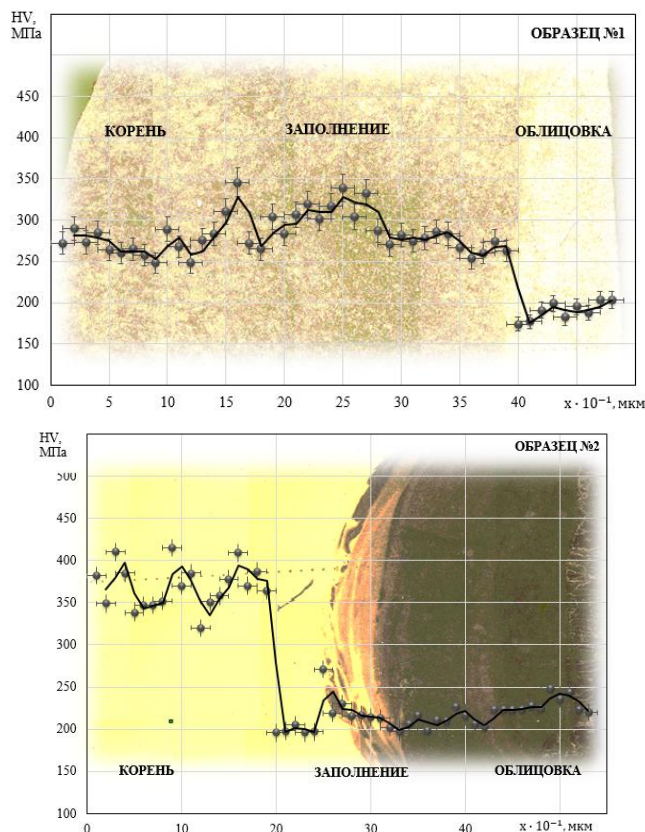 HV,
МПа
ОБРАЗЕЦ №1
450
400
КОРЕНЬ
ЗАПОЛНЕНИЕ
ОБЛИЦОВКА
350
300
250
200
150
100
0
5
10
15
20
25
30
35
40
x · 10⁻¹, мкм
HV,
МПа
ОБРАЗЕЦ №2
500
450
400
350
300
250
200
150
КОРЕНЬ
ЗАПОЛНЕНИЕ
ОБЛИЦОВКА
100
0
10
20
30
40
x · 10⁻¹, мкм